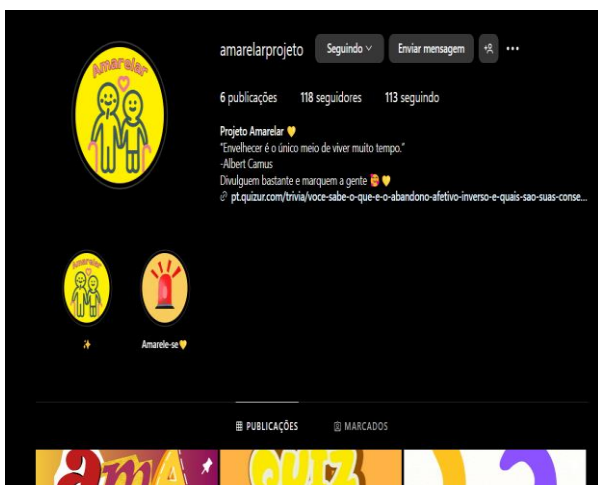 Amarelar
amarelarprojeto Seguindo Enviar mensagem
6 publicações 118 seguidores 113 seguindo
Projeto Amarelar 💛
"Envelhecer é o único meio de viver muito tempo."
-Albert Camus
Divulguem bastante e marquem a gente 🥰💛
pt.quizur.com/trivia/voce-sabe-o-que-e-o-abandono-afetivo-inverso-e-quais-sao-suas-conse...
Amarelar
✨ Amarele-se💛
PUBLICAÇÕES MARCADOS
amA QUIZ